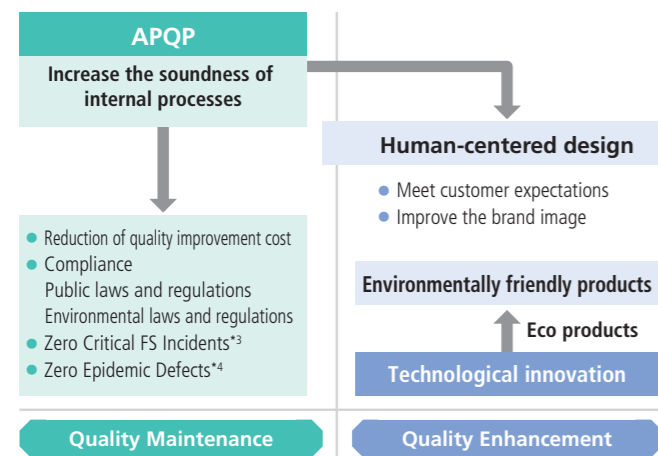 APQP
Increase the soundness of
internal processes
Human-centered design
● Meet customer expectations
● Improve the brand image
● Reduction of quality improvement cost
● Compliance
Public laws and regulations
Environmental laws and regulations
● Zero Critical FS Incidents*3
● Zero Epidemic Defects*4
Environmentally friendly products
Eco products
Technological innovation
Quality Maintenance
Quality Enhancement